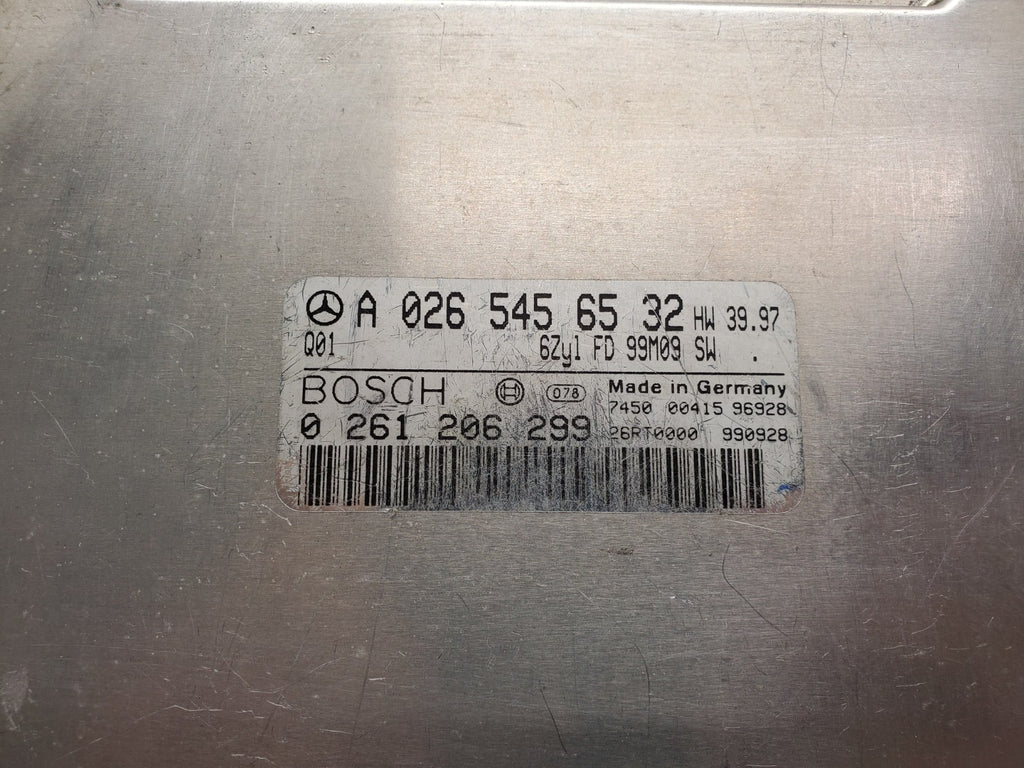 A 026 545 65 32 HW 39.97
Q01 6Zyl FD 99M09 SW .
BOSCH H 078 Made in Germany
7450 00415 96928
0 261 206 299 26RT0000 990928